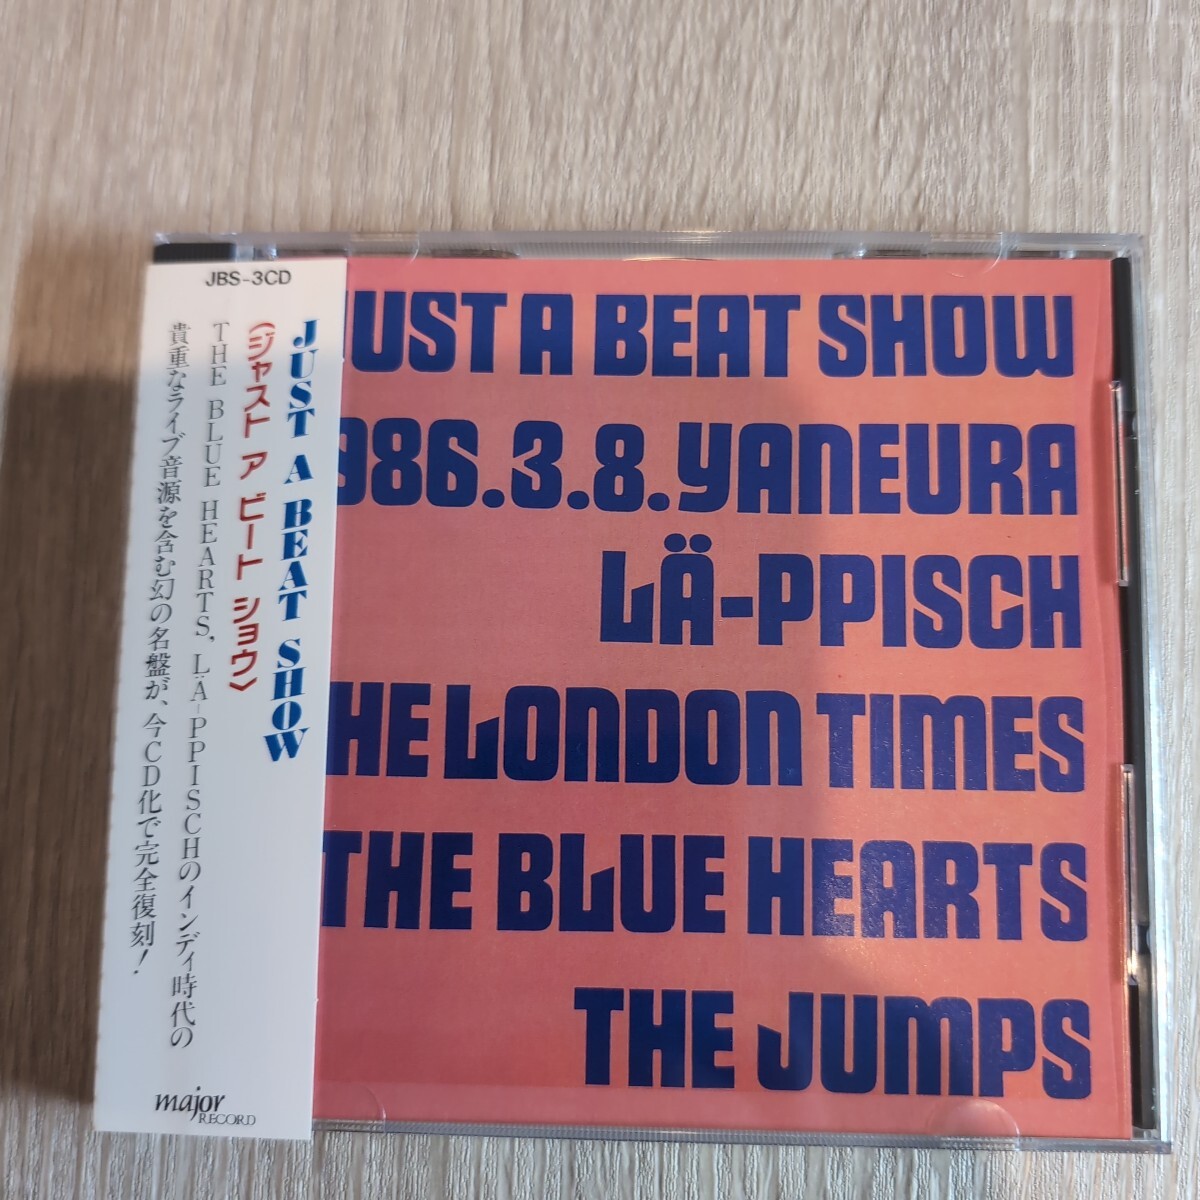 JBS-3CD
JUST A BEAT SHOW
〈ジャスト ア ビート ショウ〉
THE BLUE HEARTS, LÄ-PPISCHのインディ時代の
貴重なライブ音源を含む幻の名盤が、今CD化で完全復刻!
major
RECORD
JUST A BEAT SHOW
986.3.8.YANEURA
LÄ-PPISCH
HE LONDON TIMES
THE BLUE HEARTS
THE JUMPS